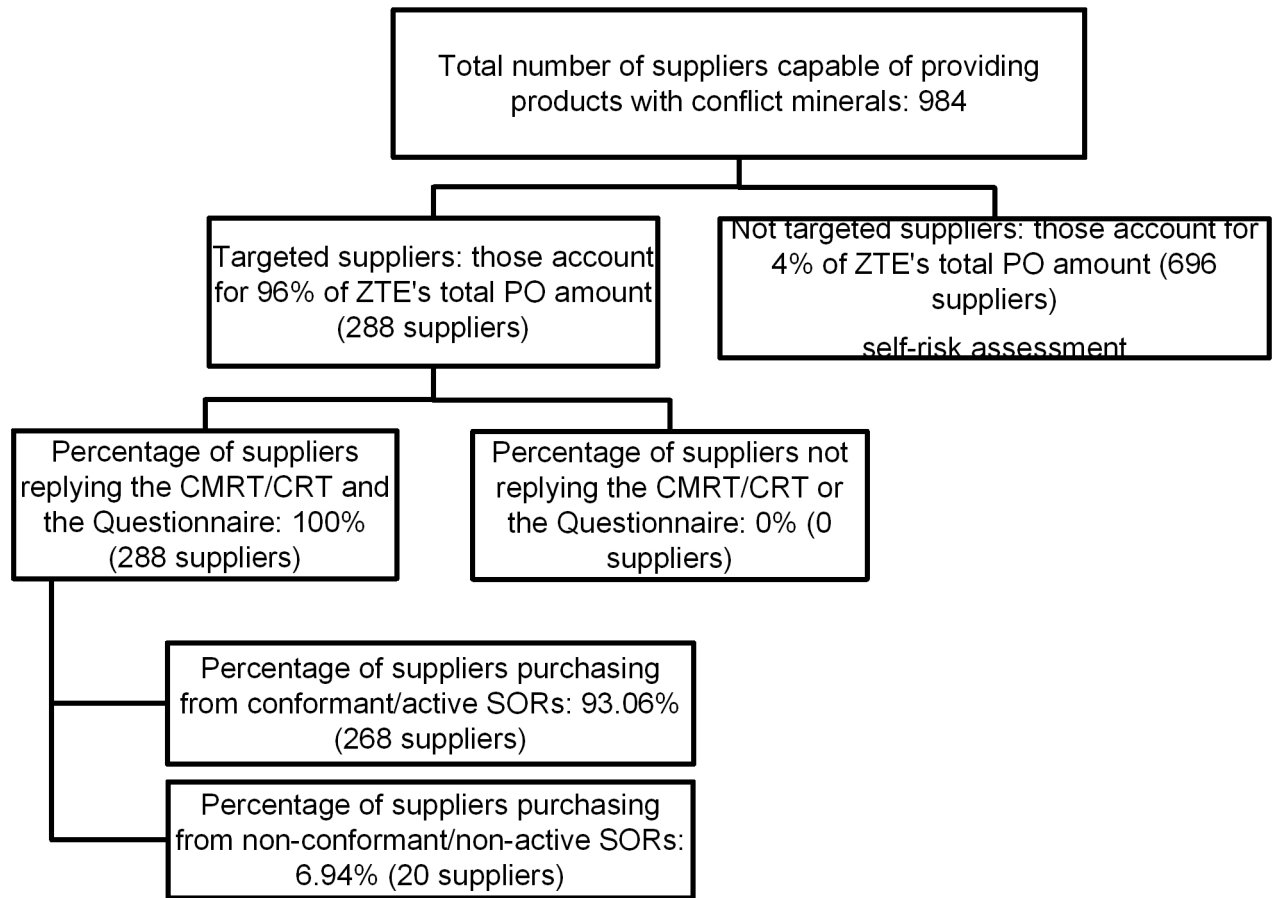 Total number of suppliers capable of providing
products with conflict minerals: 984
Targeted suppliers: those account
for 96% of ZTE's total PO amount
(288 suppliers)
Not targeted suppliers: those account for
4% of ZTE's total PO amount (696
suppliers)
self-risk assessment
Percentage of suppliers
replying the CMRT/CRT and
the Questionnaire: 100%
(288 suppliers)
Percentage of suppliers not
replying the CMRT/CRT or
the Questionnaire: 0% (0
suppliers)
Percentage of suppliers purchasing
from conformant/active SORs: 93.06%
(268 suppliers)
Percentage of suppliers purchasing
from non-conformant/non-active SORs:
6.94% (20 suppliers)